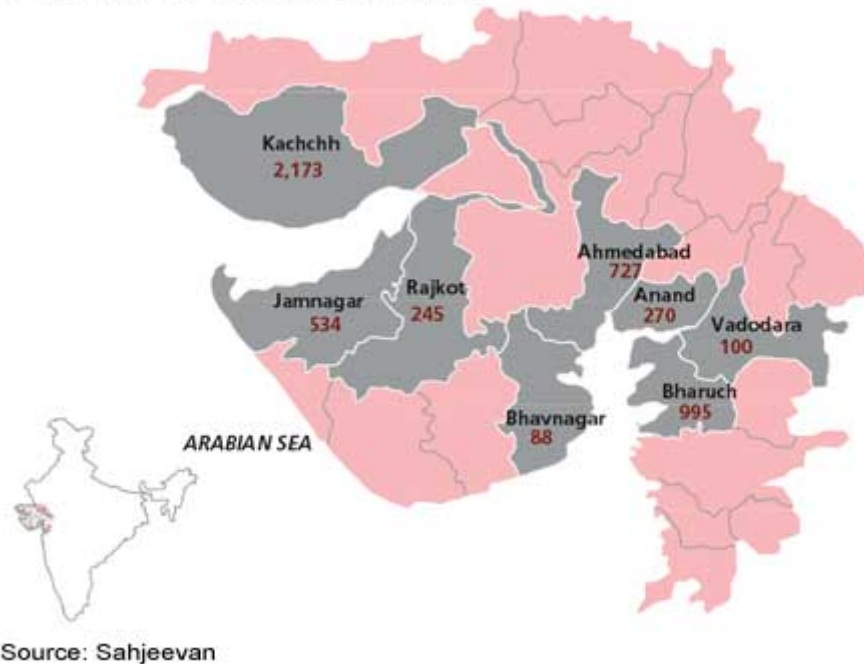 Kachchh
2,173
Ahmedabad
727
Rajkot
245
Jamnagar
534
Anand
270
Vadodara
100
Bharuch
995
Bhavnagar
88
ARABIAN SEA
Source: Sahjeevan